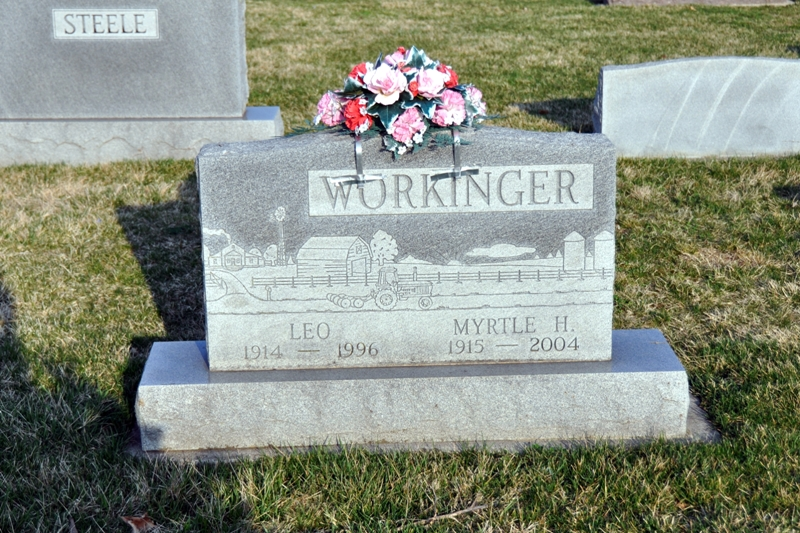 STEELE
WORKINGER
LEO
1914 — 1996
MYRTLE H.
1915 — 2004